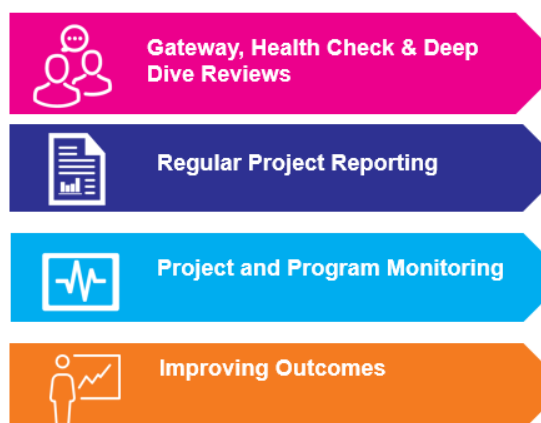 Gateway, Health Check & Deep
Dive Reviews
Regular Project Reporting
Project and Program Monitoring
Improving Outcomes